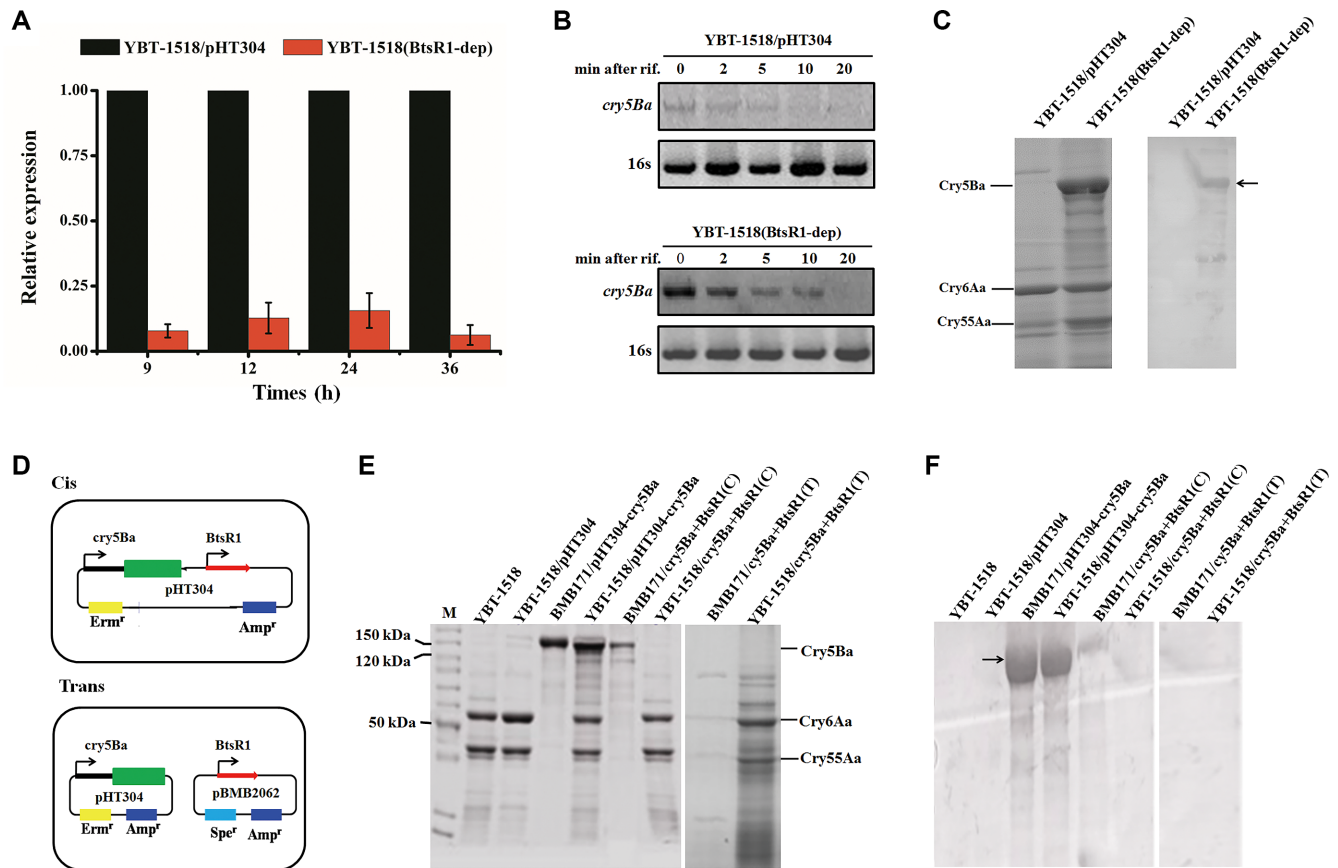 A
YBT-1518/pHT304
YBT-1518(BtsR1-dep)
Relative expression
1.00
0.75
0.50
0.25
0.00
9
12
24
36
Times (h)
B
YBT-1518/pHT304
min after rif. 0 2 5 10 20
cry5Ba
16s
YBT-1518(BtsR1-dep)
min after rif. 0 2 5 10 20
cry5Ba
16s
C
YBT-1518/pHT304
YBT-1518(BtsR1-dep)
YBT-1518/pHT304
YBT-1518(BtsR1-dep)
Cry5Ba
Cry6Aa
Cry55Aa
D
Cis
cry5Ba
BtsR1
pHT304
Ermr
Ampr
Trans
cry5Ba
BtsR1
pHT304
pBMB2062
Ermr
Ampr
Sper
Ampr
E
M
YBT-1518
YBT-1518/pHT304
BMB171/pHT304-cry5Ba
YBT-1518/pHT304-cry5Ba
BMB171/cry5Ba+BtsR1(C)
YBT-1518/cry5Ba+BtsR1(C)
BMB171/cy5Ba+BtsR1(T)
YBT-1518/cry5Ba+BtsR1(T)
150 kDa
120 kDa
50 kDa
Cry5Ba
Cry6Aa
Cry55Aa
F
YBT-1518
YBT-1518/pHT304
BMB171/pHT304-cry5Ba
YBT-1518/pHT304-cry5Ba
BMB171/cry5Ba+BtsR1(C)
YBT-1518/cry5Ba+BtsR1(C)
BMB171/cy5Ba+BtsR1(T)
YBT-1518/cry5Ba+BtsR1(T)